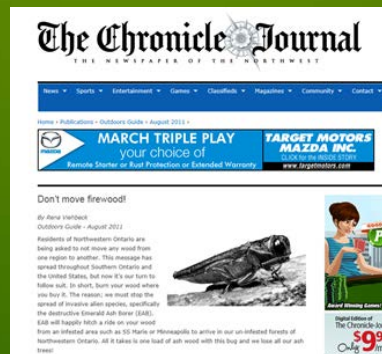 The Chronicle Journal
THE NEWSPAPER OF THE NORTHWEST
News Sports Entertainment Games Classifieds Magazines Community Contact
Home › Publications › Outdoors Guide › August 2011 ›
mazda
MARCH TRIPLE PLAY
your choice of
Remote Starter or Rust Protection or Extended Warranty
TARGET MOTORS
MAZDA INC.
CLICK for the INSIDE STORY
www.targetmotors.com
Don't move firewood!
By Rena Viehbeck
Outdoors Guide - August 2011
Residents of Northwestern Ontario are
being asked to not move any wood from
one region to another. This message has
spread throughout Southern Ontario and
the United States, but now it's our turn to
follow suit. In short, burn your wood where
you buy it. The reason; we must stop the
spread of invasive alien species, specifically
the destructive Emerald Ash Borer (EAB).
EAB will happily hitch a ride on your wood
from an infested area such as SS Marie or Minneapolis to arrive in our un-infested forests of
Northwestern Ontario. All it takes is one load of ash wood with this bug and we lose all our ash
trees!
Award Winning Games!
Digital Edition of
The Chronicle-Jo
Only $9